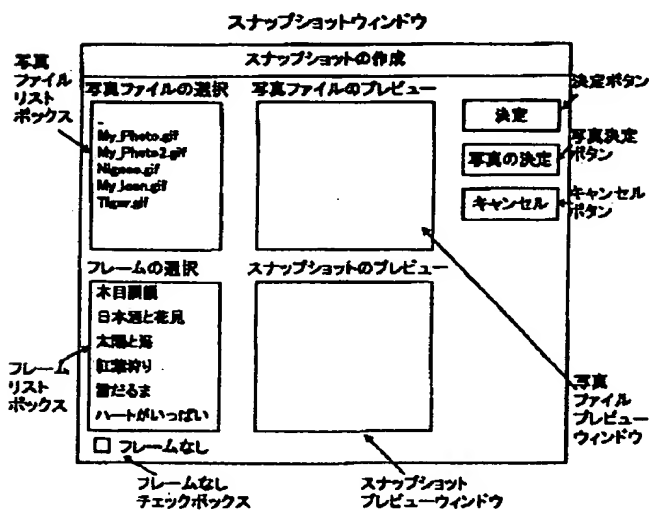 スナップショットウィンドウ
スナップショットの作成
写真
ファイル
リスト
ボックス
写真ファイルの選択
写真ファイルのプレビュー
決定ボタン
My_Photo.gif
My_Photo2.gif
My_Joan.gif
Tiger.gif
決定
写真の決定
キャンセル
写真決定
ボタン
キャンセル
ボタン
フレームの選択
スナップショットのプレビュー
木目調額
日本酒と花見
太陽と海
紅葉狩り
雪だるま
ハートがいっぱい
フレーム
リスト
ボックス
写真
ファイル
プレビュー
ウィンドウ
フレームなし
フレームなし
チェックボックス
スナップショット
プレビューウィンドウ